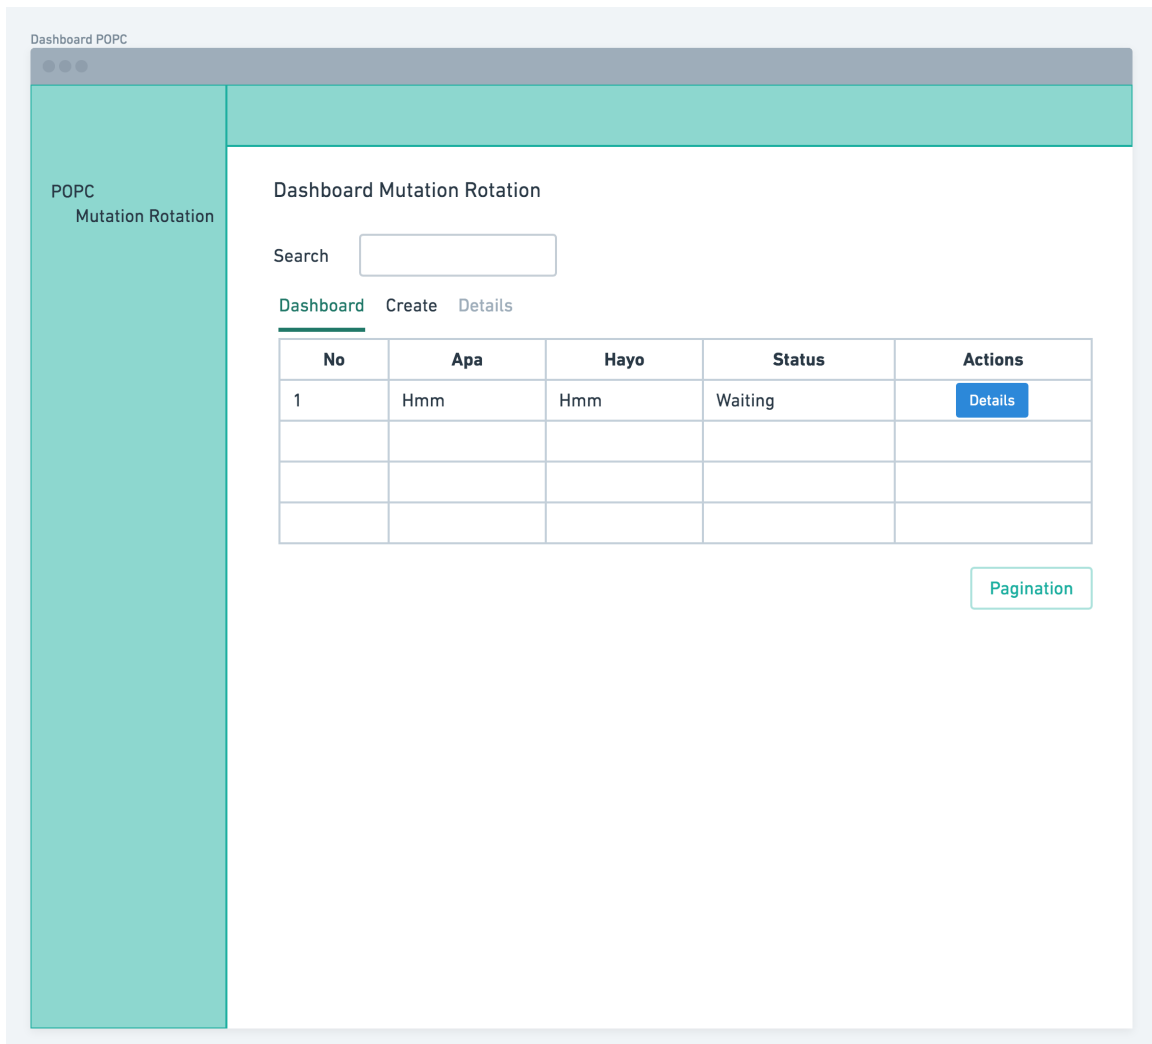 Dashboard POPC
POPC
Mutation Rotation
Dashboard Mutation Rotation
Search
Dashboard Create Details
No Apa Hayo Status Actions
1 Hmm Hmm Waiting Details
Pagination